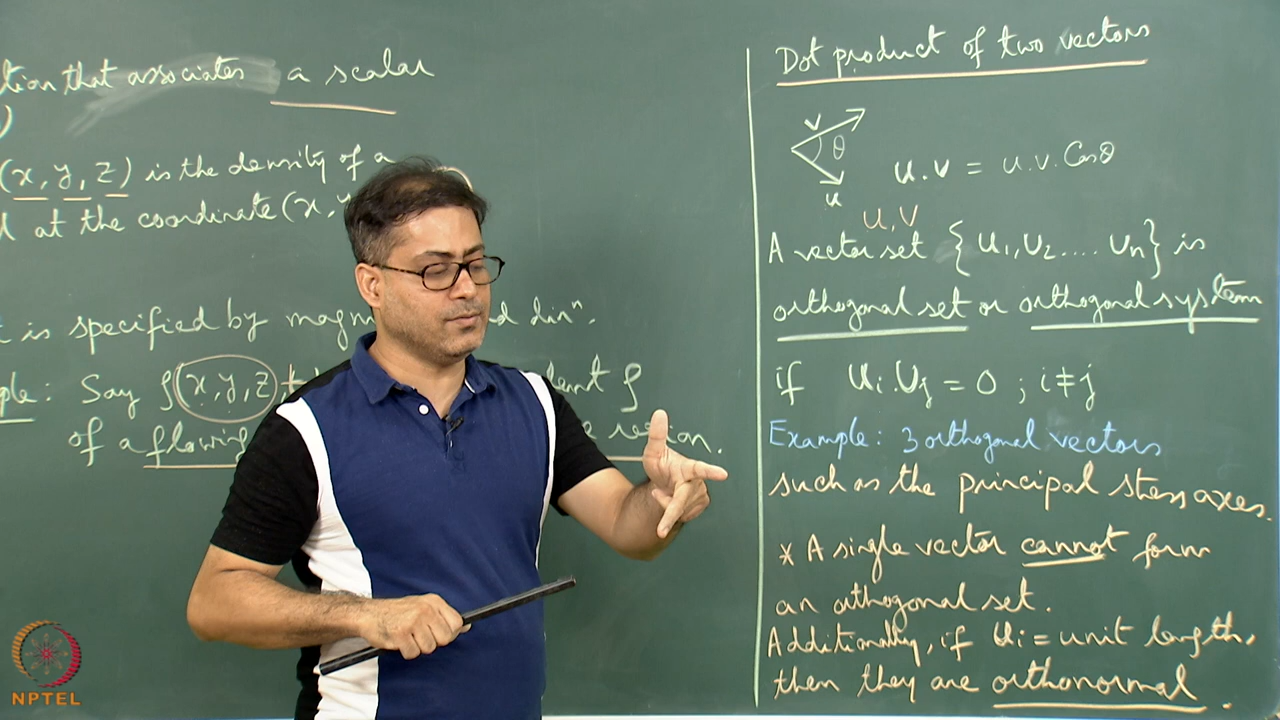 tion that associates a scalar
)
(x, y, z) is the density of a
at the coordinate (x, y
t is specified by magn d dirⁿ.
ple: Say ρ(x, y, z ρ
of a flowing region.
Dot product of two vectors
v
θ
u
u.v = u.v. Cosθ
u, v
A vector set {u₁, u₂ .... uₙ} is
orthogonal set or orthogonal system
if uᵢ.uⱼ = 0 ; i≠j
Example: 3 orthogonal vectors
such as the principal stress axes.
* A single vector cannot form
an orthogonal set.
Additionally, if uᵢ = unit length,
then they are orthonormal.
NPTEL